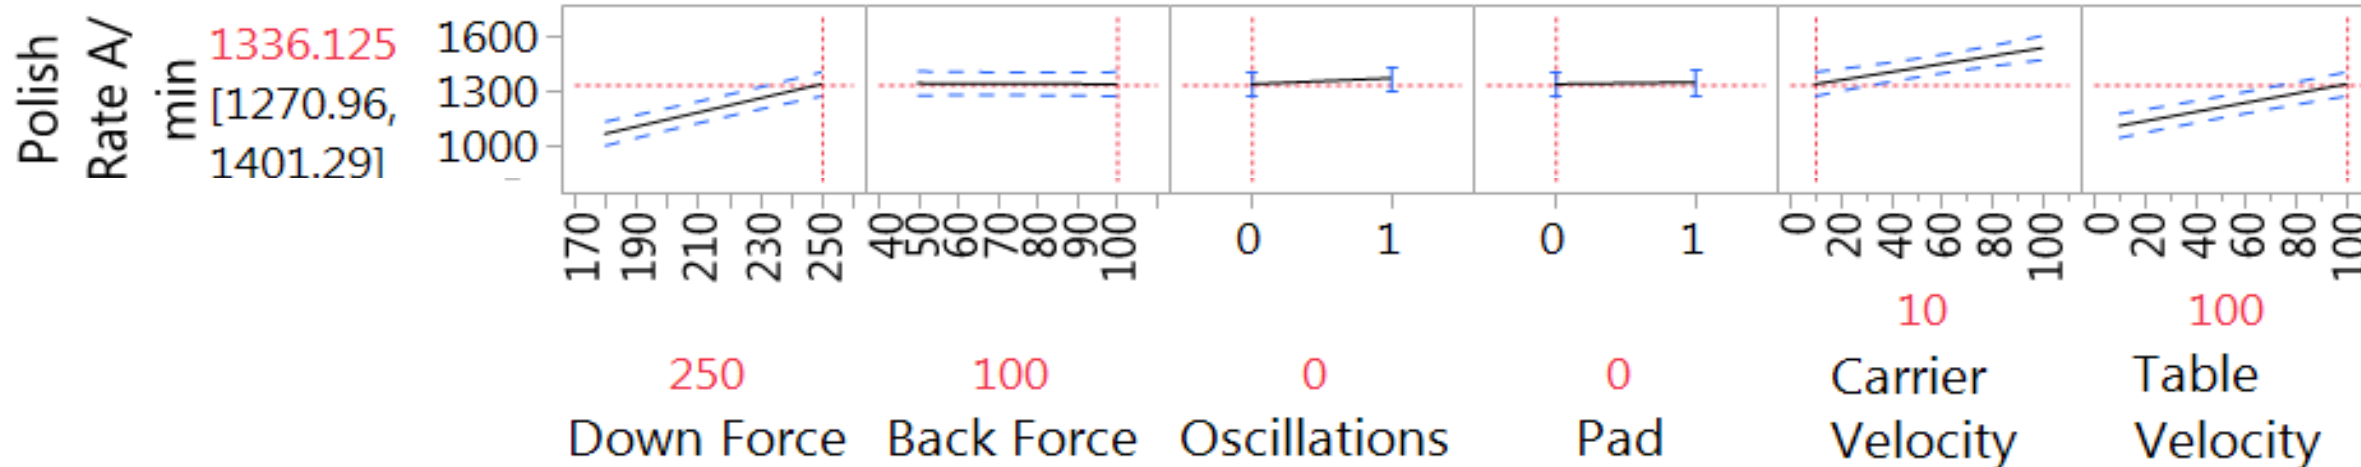 Polish
Rate A/
min
1336.125
[1270.96,
1401.29]
1600
1300
1000
170 190 210 230 250
40 50 60 70 80 90 100
0 1
0 1
0 20 40 60 80 100
0 20 40 60 80 100
250
Down Force
100
Back Force
0
Oscillations
0
Pad
10
Carrier
Velocity
100
Table
Velocity